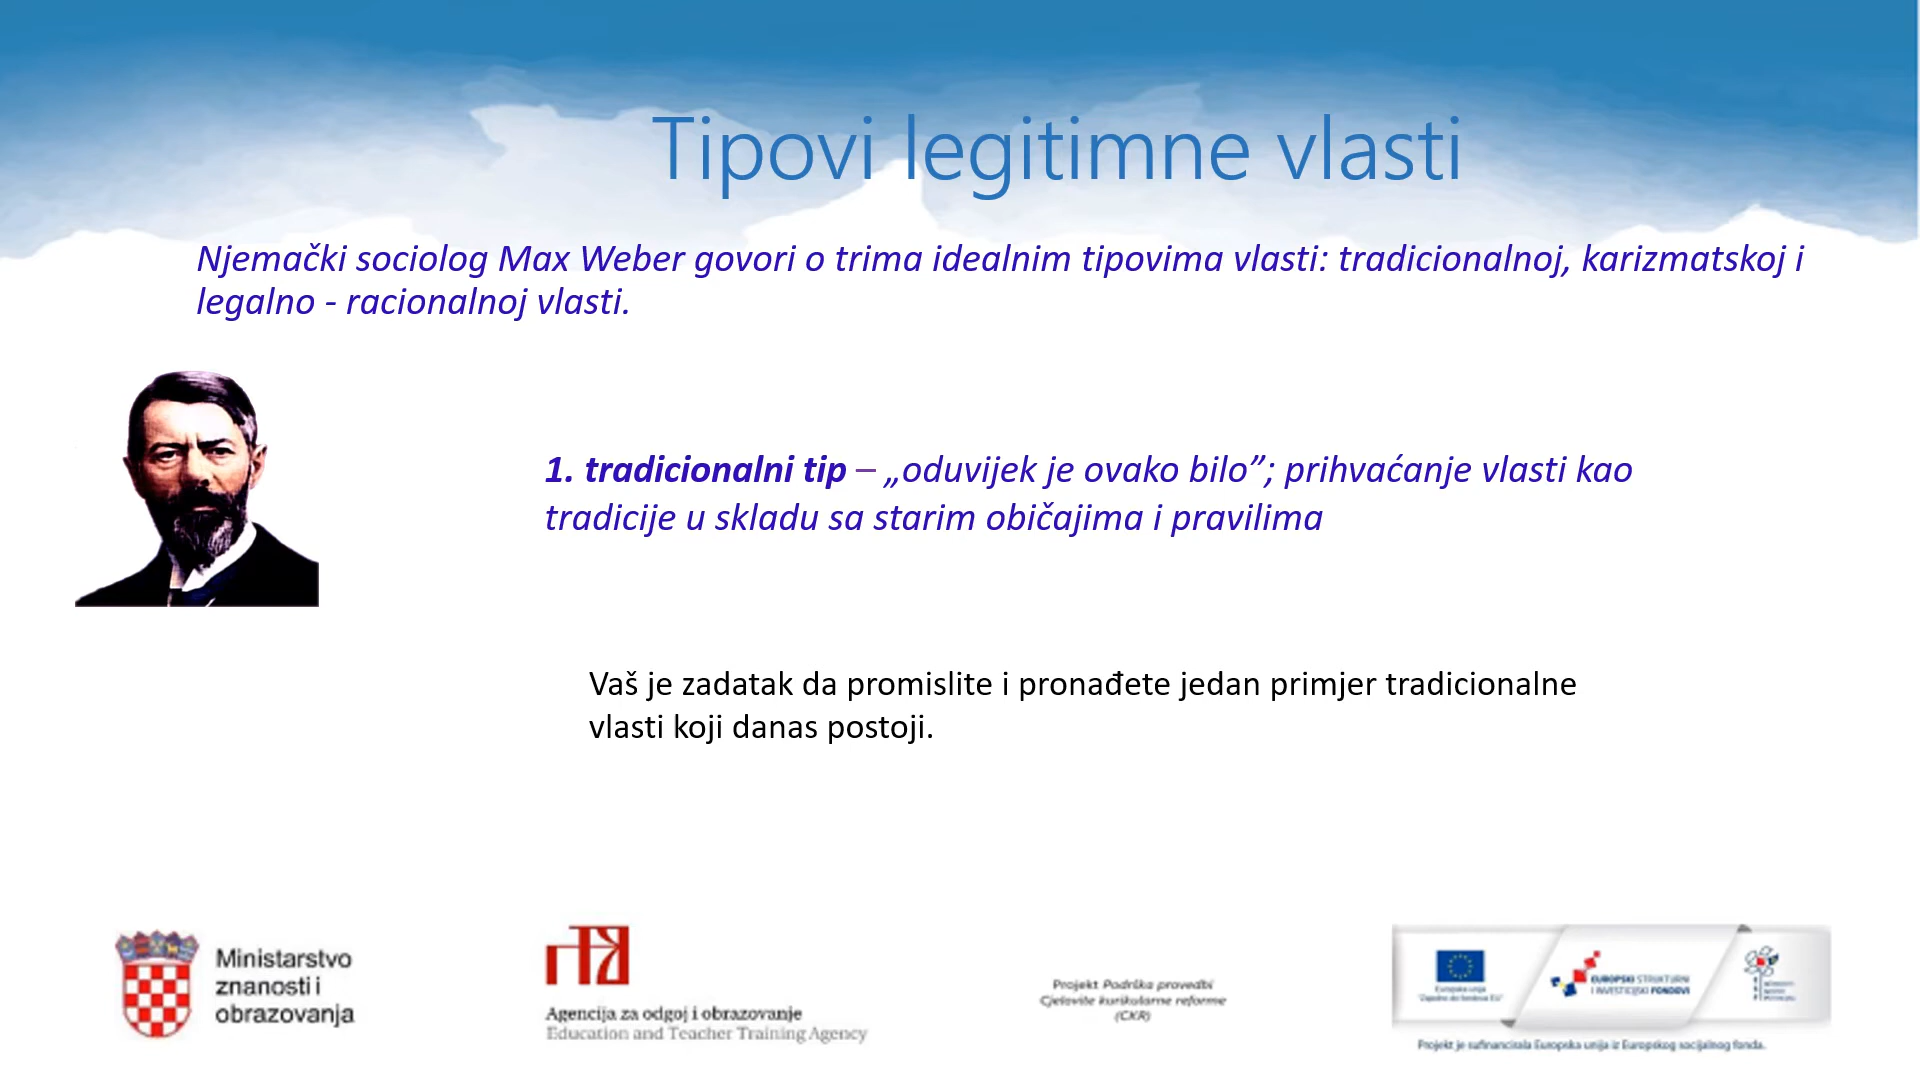 Tipovi legitimne vlasti
Njemački sociolog Max Weber govori o trima idealnim tipovima vlasti: tradicionalnoj, karizmatskoj i
legalno - racionalnoj vlasti.
1. tradicionalni tip – „oduvijek je ovako bilo”; prihvaćanje vlasti kao
tradicije u skladu sa starim običajima i pravilima
Vaš je zadatak da promislite i pronađete jedan primjer tradicionalne
vlasti koji danas postoji.
Ministarstvo
znanosti i
obrazovanja
Agencija za odgoj i obrazovanje
Education and Teacher Training Agency
Projekt Podrška provedbi
Cjelovite kurikularne reforme
(CKR)
Europska unija
EUROPSKI STRUKTURNI
I INVESTICIJSKI FONDOVI
Projekt je sufinancirala Europska unija iz Europskog socijalnog fonda.